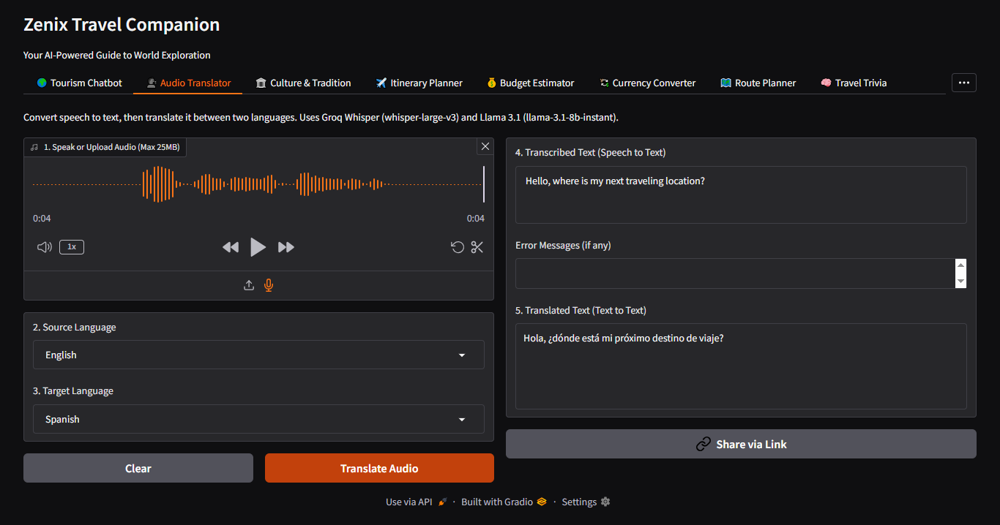 Zenix Travel Companion
Your AI-Powered Guide to World Exploration
Tourism Chatbot
Audio Translator
Culture & Tradition
Itinerary Planner
Budget Estimator
Currency Converter
Route Planner
Travel Trivia
Convert speech to text, then translate it between two languages. Uses Groq Whisper (whisper-large-v3) and Llama 3.1 (llama-3.1-8b-instant).
1. Speak or Upload Audio (Max 25MB)
0:04
0:04
1x
2. Source Language
English
3. Target Language
Spanish
Clear
Translate Audio
4. Transcribed Text (Speech to Text)
Hello, where is my next traveling location?
Error Messages (if any)
5. Translated Text (Text to Text)
Hola, ¿dónde está mi próximo destino de viaje?
Share via Link
Use via API · Built with Gradio · Settings